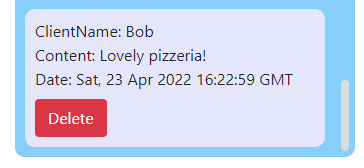 ClientName: Bob
Content: Lovely pizzeria!
Date: Sat, 23 Apr 2022 16:22:59 GMT
Delete